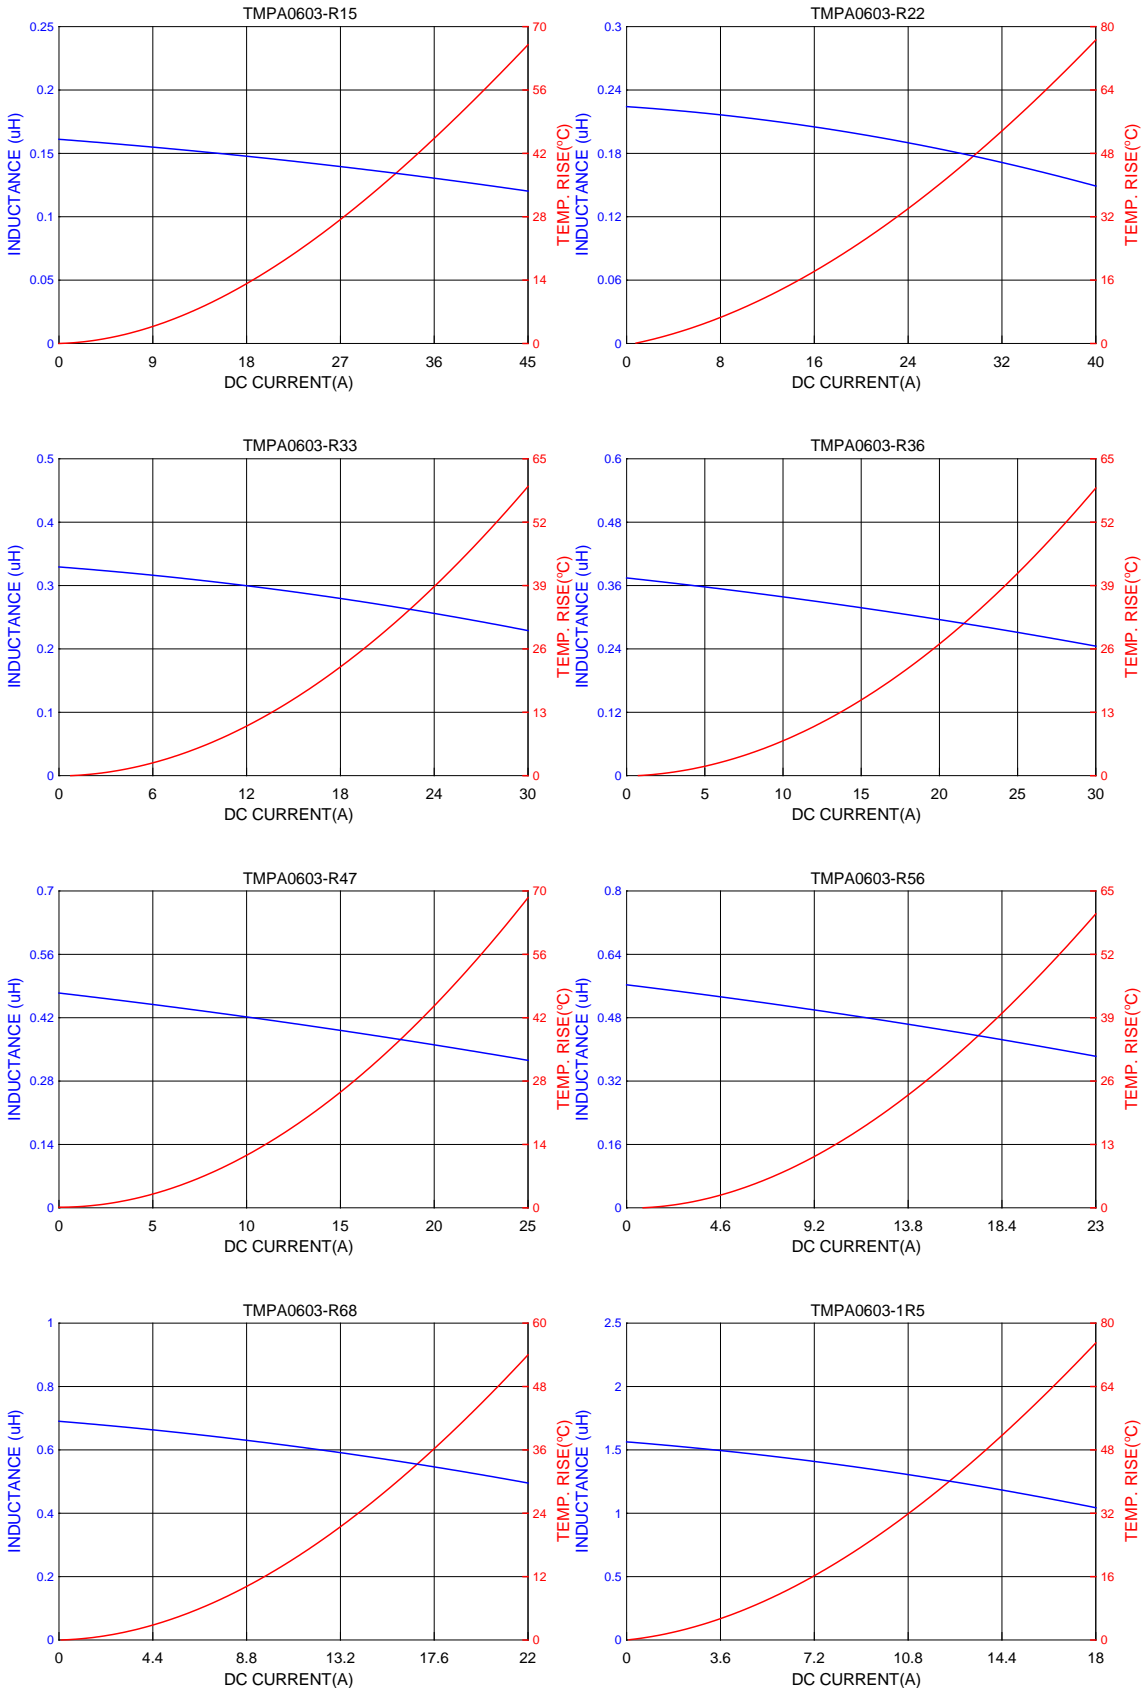 TMPA0603-R15
0.25
0.2
0.15
0.1
0.05
0
70
56
42
28
14
0
0 9 18 27 36 45
INDUCTANCE (uH)
TEMP. RISE(ºC)
DC CURRENT(A)
TMPA0603-R22
0.3
0.24
0.18
0.12
0.06
0
80
64
48
32
16
0
0 8 16 24 32 40
INDUCTANCE (uH)
TEMP. RISE(ºC)
DC CURRENT(A)
TMPA0603-R33
0.5
0.4
0.3
0.2
0.1
0
65
52
39
26
13
0
0 6 12 18 24 30
INDUCTANCE (uH)
TEMP. RISE(ºC)
DC CURRENT(A)
TMPA0603-R36
0.6
0.48
0.36
0.24
0.12
0
65
52
39
26
13
0
0 5 10 15 20 25 30
INDUCTANCE (uH)
TEMP. RISE(ºC)
DC CURRENT(A)
TMPA0603-R47
0.7
0.56
0.42
0.28
0.14
0
70
56
42
28
14
0
0 5 10 15 20 25
INDUCTANCE (uH)
TEMP. RISE(ºC)
DC CURRENT(A)
TMPA0603-R56
0.8
0.64
0.48
0.32
0.16
0
65
52
39
26
13
0
0 4.6 9.2 13.8 18.4 23
INDUCTANCE (uH)
TEMP. RISE(ºC)
DC CURRENT(A)
TMPA0603-R68
1
0.8
0.6
0.4
0.2
0
60
48
36
24
12
0
0 4.4 8.8 13.2 17.6 22
INDUCTANCE (uH)
TEMP. RISE(ºC)
DC CURRENT(A)
TMPA0603-1R5
2.5
2
1.5
1
0.5
0
80
64
48
32
16
0
0 3.6 7.2 10.8 14.4 18
INDUCTANCE (uH)
TEMP. RISE(ºC)
DC CURRENT(A)